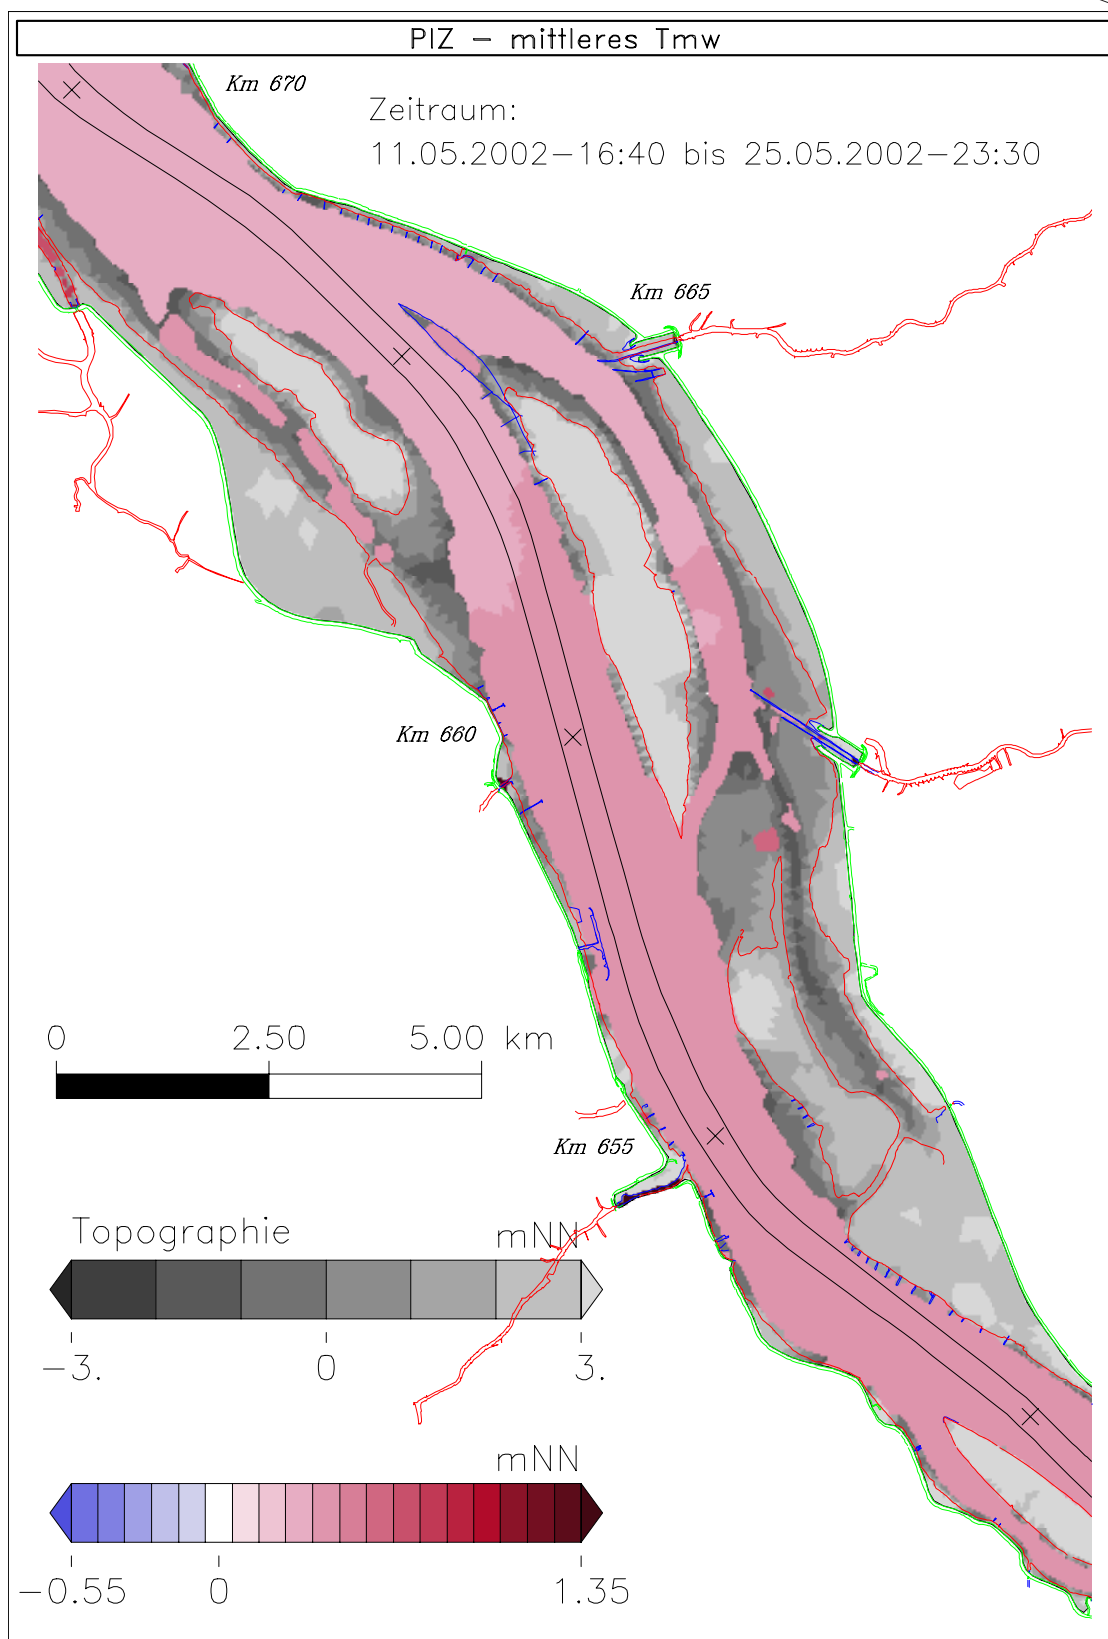 PIZ – mittleres Tmw
Km 670
Zeitraum:
11.05.2002–16:40 bis 25.05.2002–23:30
Km 665
Km 660
0 2.50 5.00 km
Km 655
Topographie mNN
–3. 0 3.
mNN
–0.55 0 1.35